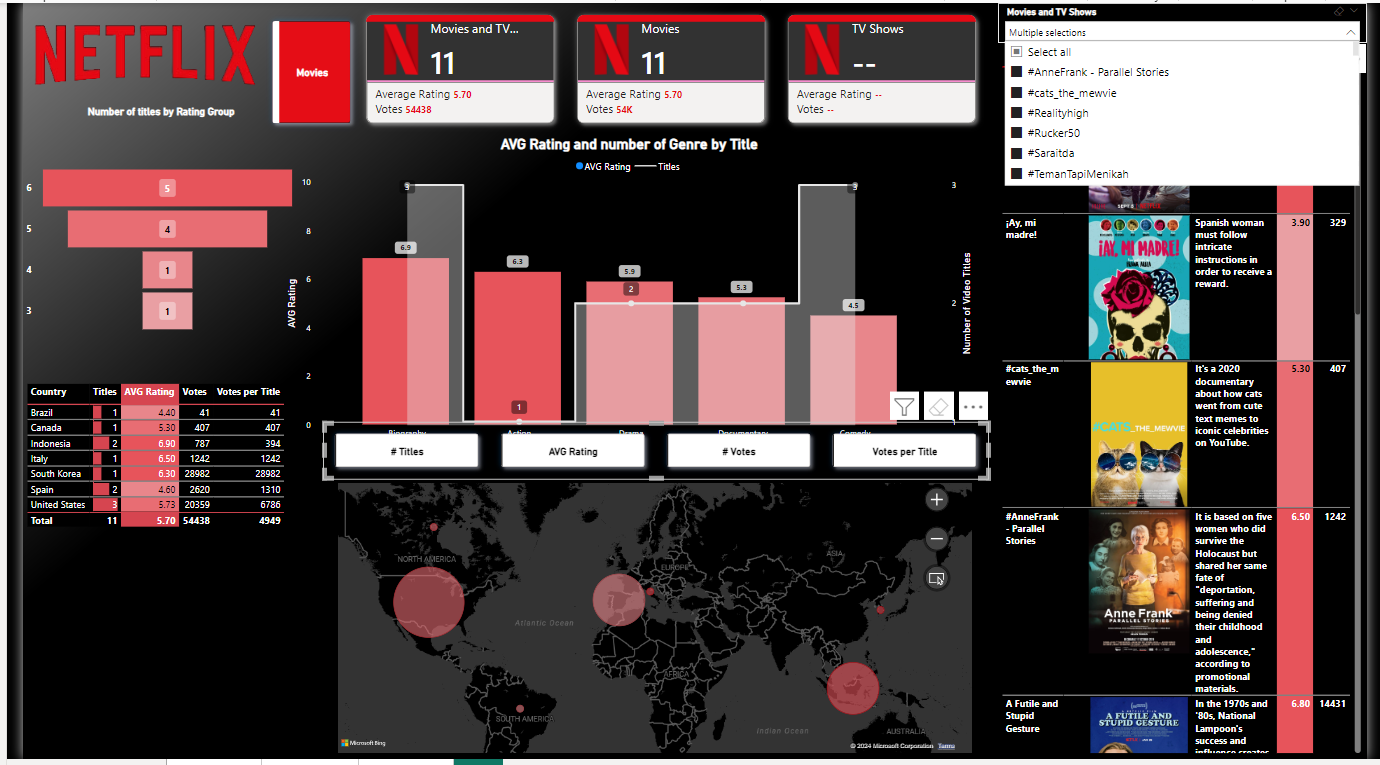 NETFLIX
Number of titles by Rating Group
Movies
Movies and TV...
11
Average Rating 5.70
Votes 54438
Movies
11
Average Rating 5.70
Votes 54K
TV Shows
--
Average Rating --
Votes --
Movies and TV Shows
Multiple selections
Select all
#AnneFrank - Parallel Stories
#cats_the_mewvie
#Realityhigh
#Rucker50
#Saraitda
#TemanTapiMenikah
6
5
5
4
4
1
3
1
AVG Rating and number of Genre by Title
AVG Rating
Titles
AVG Rating
10
8
6
4
2
0
3
6.9
1
6.3
5.9
2
5.3
3
4.5
3
2
1
Number of Video Titles
Biography
Action
Drama
Documentary
Comedy
# Titles
AVG Rating
# Votes
Votes per Title
Country Titles AVG Rating Votes Votes per Title
Brazil 1 4.40 41 41
Canada 1 5.30 407 407
Indonesia 2 6.90 787 394
Italy 1 6.50 1242 1242
South Korea 1 6.30 28982 28982
Spain 2 4.60 2620 1310
United States 3 5.73 20359 6786
Total 11 5.70 54438 4949
NORTH AMERICA
EUROPE
ASIA
Atlantic Ocean
AFRICA
SOUTH AMERICA
Indian Ocean
AUSTRALIA
Microsoft Bing
© 2024 Microsoft Corporation
Terms
¡Ay, mi
madre!
¡AY, MI MADRE!
Spanish woman
must follow
intricate
instructions in
order to receive a
reward.
3.90
329
#cats_the_m
ewvie
#CATS_THE_MEWVIE
It's a 2020
documentary
about how cats
went from cute
text memes to
iconic celebrities
on YouTube.
5.30
407
#AnneFrank
- Parallel
Stories
Anne Frank
PARALLEL STORIES
It is based on five
women who did
survive the
Holocaust but
shared her same
fate of
"deportation,
suffering and
being denied
their childhood
and
adolescence,"
according to
promotional
materials.
6.50
1242
A Futile and
Stupid
Gesture
A FUTILE AND
STUPID GESTURE
In the 1970s and
'80s, National
Lampoon's
success and
influence creates
6.80
14431